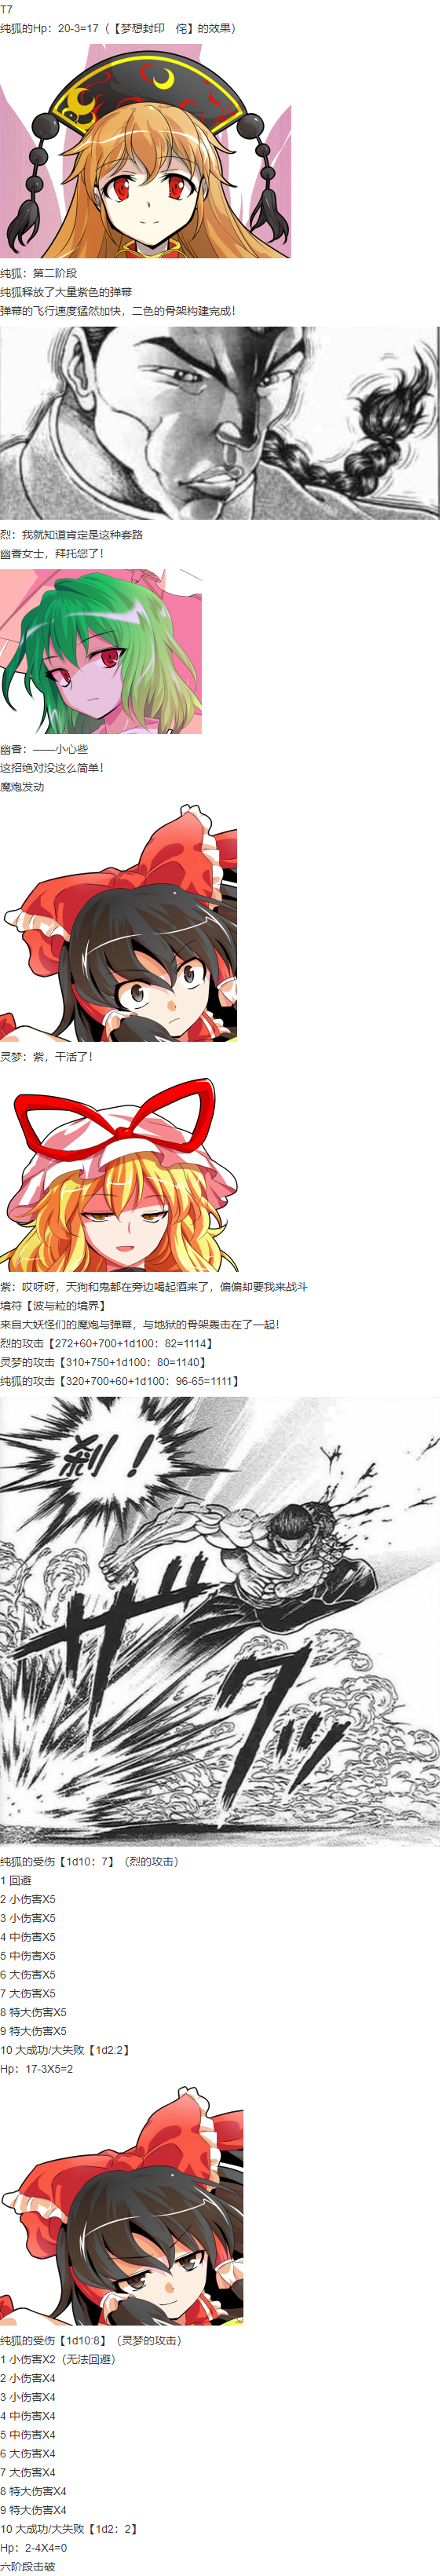 T7
纯狐的Hp：20-3=17（【梦想封印　侘】的效果）
纯狐：第二阶段
纯狐释放了大量紫色的弹幕
弹幕的飞行速度猛然加快，二色的骨架构建完成！
烈：我就知道肯定是这种套路
幽香女士，拜托您了！
幽香：——小心些
这招绝对没这么简单！
魔炮发动
灵梦：紫，干活了！
紫：哎呀呀，天狗和鬼都在旁边喝起酒来了，偏偏却要我来战斗
境符【波与粒的境界】
来自大妖怪们的魔炮与弹幕，与地狱的骨架轰击在了一起！
烈的攻击【272+60+700+1d100：82=1114】
灵梦的攻击【310+750+1d100：80=1140】
纯狐的攻击【320+700+60+1d100：96-65=1111】
刹！
ザグッ
纯狐的受伤【1d10：7】（烈的攻击）
1 回避
2 小伤害X5
3 小伤害X5
4 中伤害X5
5 中伤害X5
6 大伤害X5
7 大伤害X5
8 特大伤害X5
9 特大伤害X5
10 大成功/大失败【1d2:2】
Hp：17-3X5=2
纯狐的受伤【1d10:8】（灵梦的攻击）
1 小伤害X2（无法回避）
2 小伤害X4
3 小伤害X4
4 中伤害X4
5 中伤害X4
6 大伤害X4
7 大伤害X4
8 特大伤害X4
9 特大伤害X4
10 大成功/大失败【1d2：2】
Hp：2-4X4=0
六阶段击破